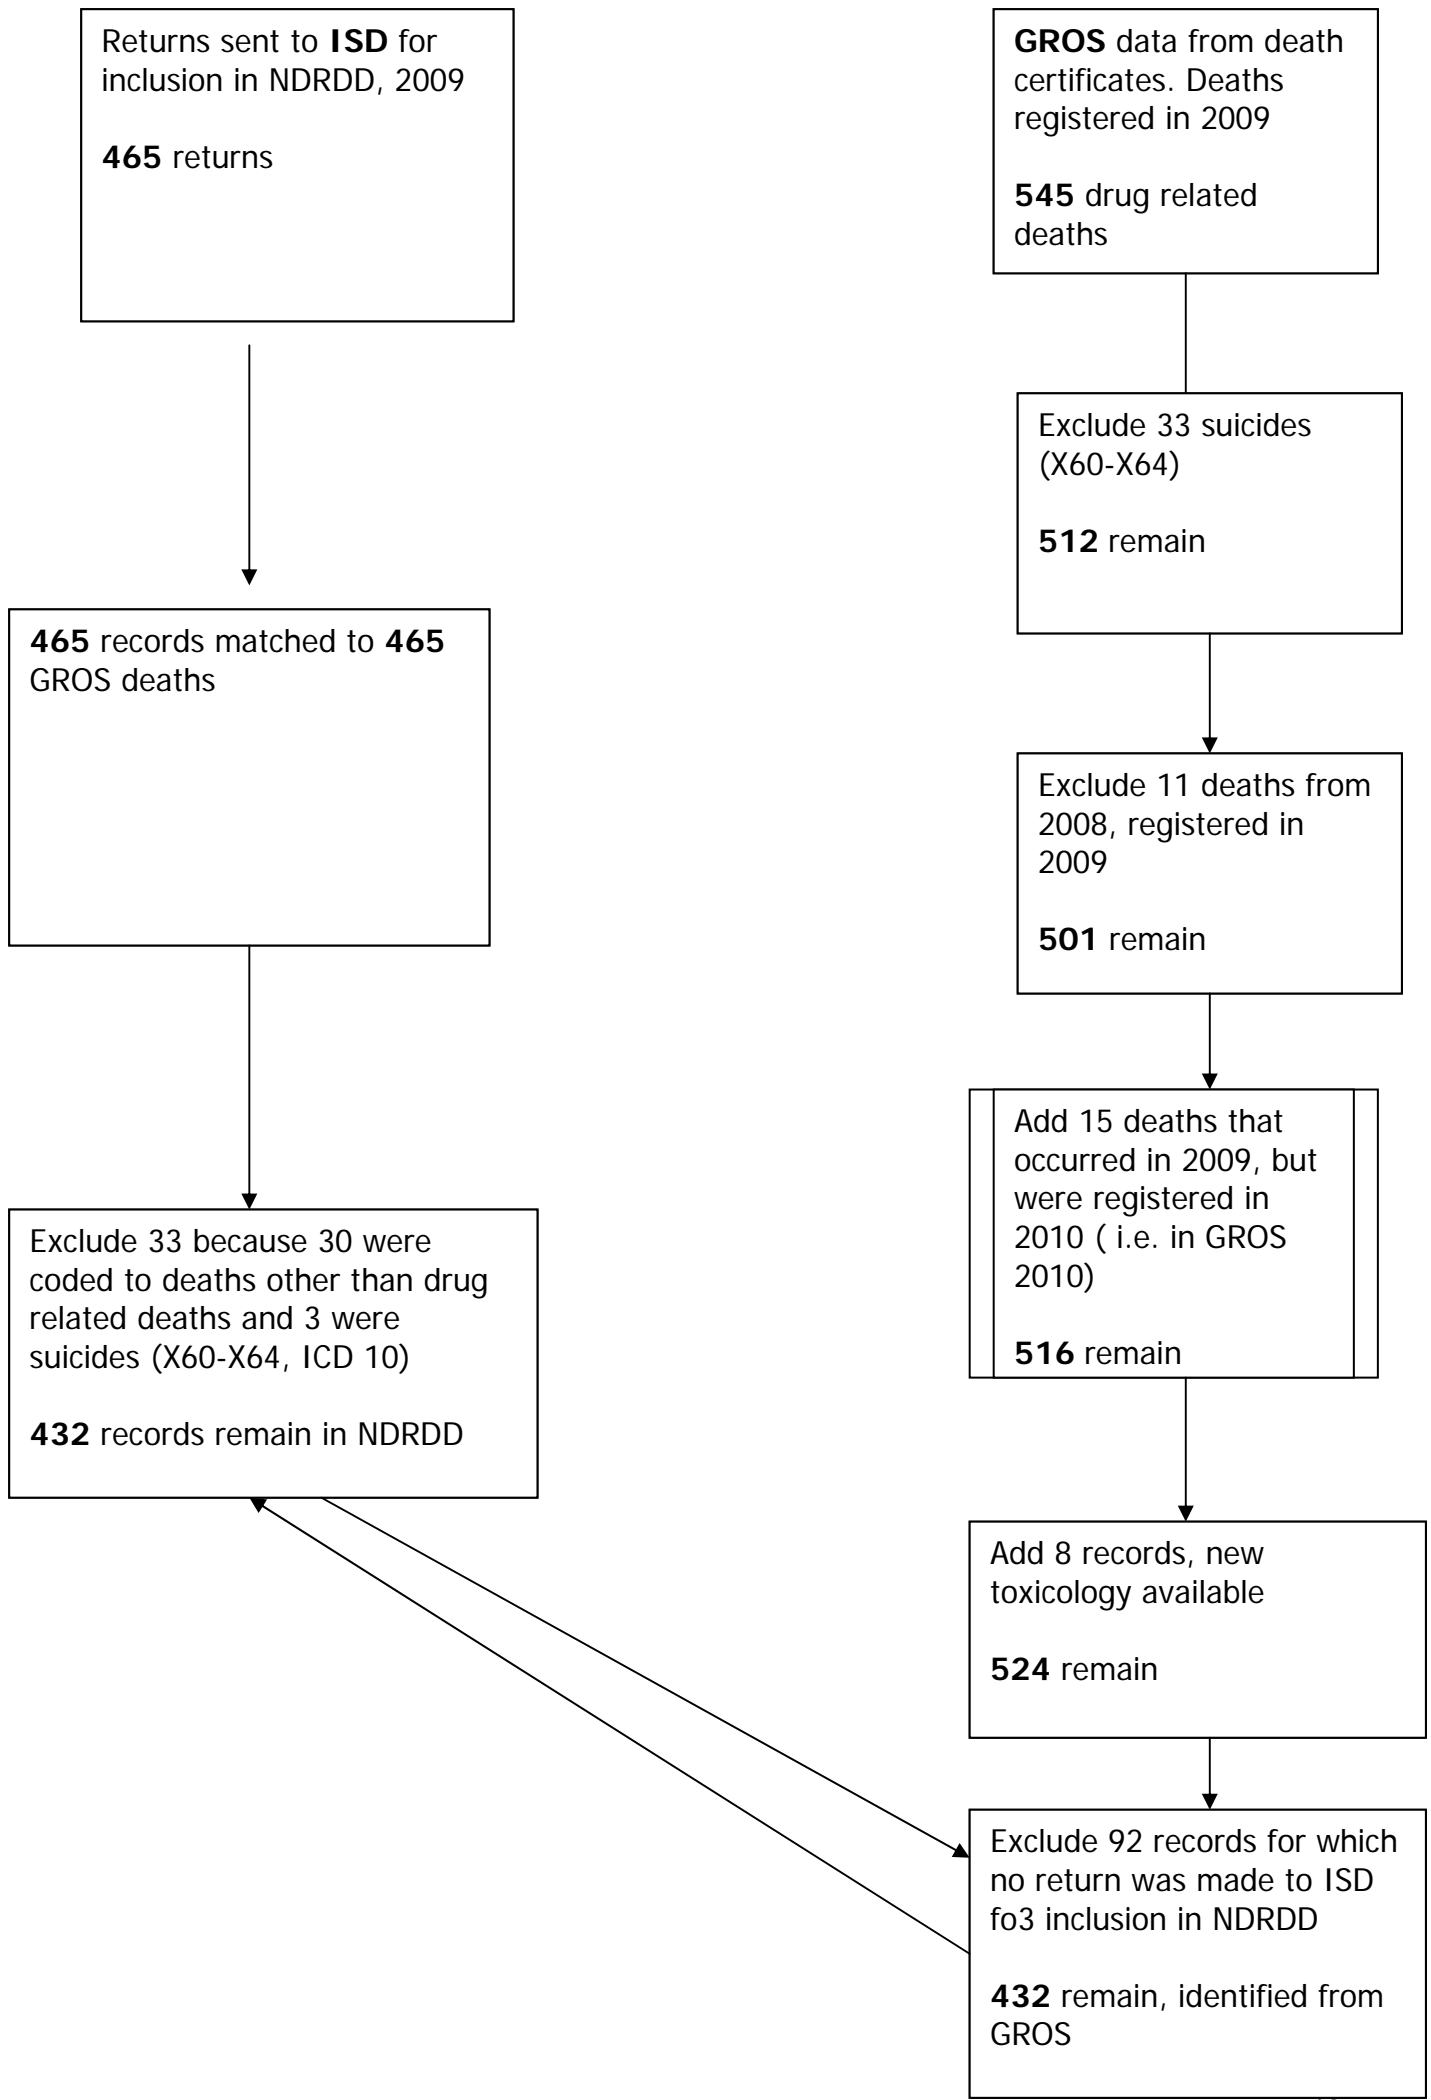 Returns sent to ISD for
inclusion in NDRDD, 2009
465 returns
465 records matched to 465
GROS deaths
Exclude 33 because 30 were
coded to deaths other than drug
related deaths and 3 were
suicides (X60-X64, ICD 10)
432 records remain in NDRDD
GROS data from death
certificates. Deaths
registered in 2009
545 drug related
deaths
Exclude 33 suicides
(X60-X64)
512 remain
Exclude 11 deaths from
2008, registered in
2009
501 remain
Add 15 deaths that
occurred in 2009, but
were registered in
2010 ( i.e. in GROS
2010)
516 remain
Add 8 records, new
toxicology available
524 remain
Exclude 92 records for which
no return was made to ISD
fo3 inclusion in NDRDD
432 remain, identified from
GROS